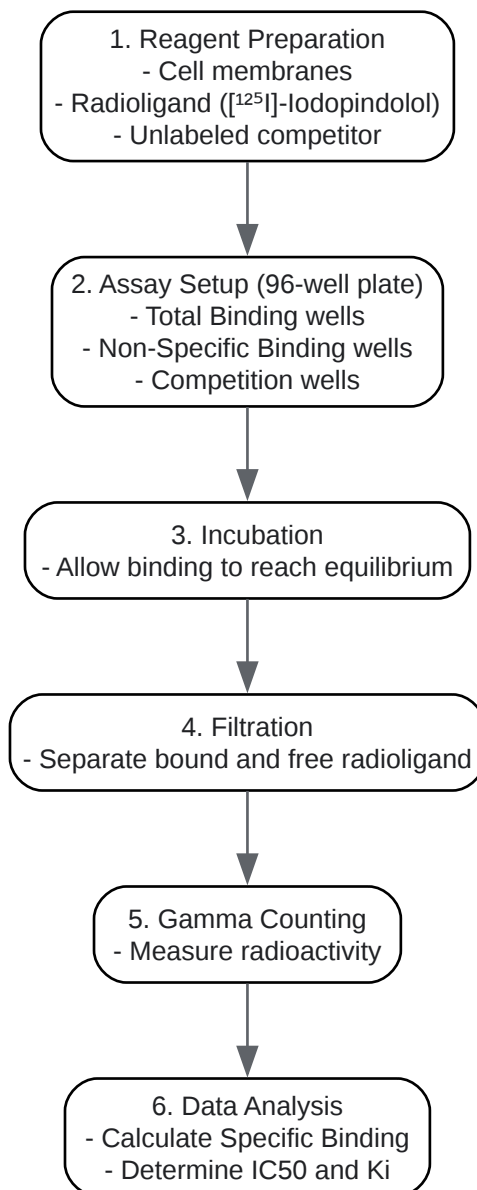 1. Reagent Preparation
- Cell membranes
- Radioligand ([¹²⁵I]-Iodopindolol)
- Unlabeled competitor
2. Assay Setup (96-well plate)
- Total Binding wells
- Non-Specific Binding wells
- Competition wells
3. Incubation
- Allow binding to reach equilibrium
4. Filtration
- Separate bound and free radioligand
5. Gamma Counting
- Measure radioactivity
6. Data Analysis
- Calculate Specific Binding
- Determine IC50 and Ki